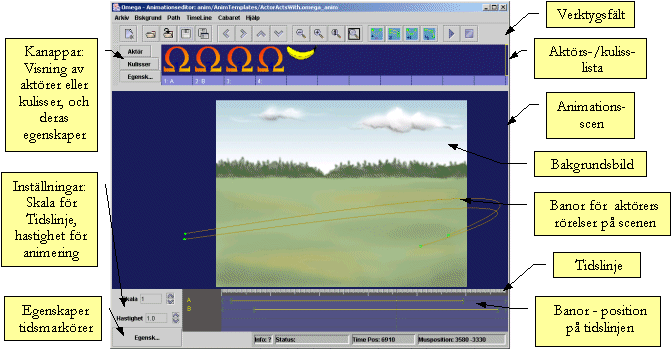 Omega - Animationseditor: anim/AnimTemplates/ActorActsWith.omega_anim
Arkiv Bakgrund Path TimeLine Cabaret Hjälp
Verktygsfält
Kanappar:
Visning av
aktörer eller
kulisser, och
deras
egenskaper
Aktör
Kulisser
Egensk...
1: A 2: B 3: 4:
Aktörs-/kuliss-
lista
Animations-
scen
Bakgrundsbild
Inställningar:
Skala för
Tidslinje,
hastighet för
animering
Banor för aktörers
rörelser på scenen
Tidslinje
Skala 1
A
B
Hastighet 1.0
Egensk...
Egenskaper
tidsmarkörer
Banor - position
på tidslinjen
Info: ? Status: Time Pos: 6910 Musposition: 3580 -3330